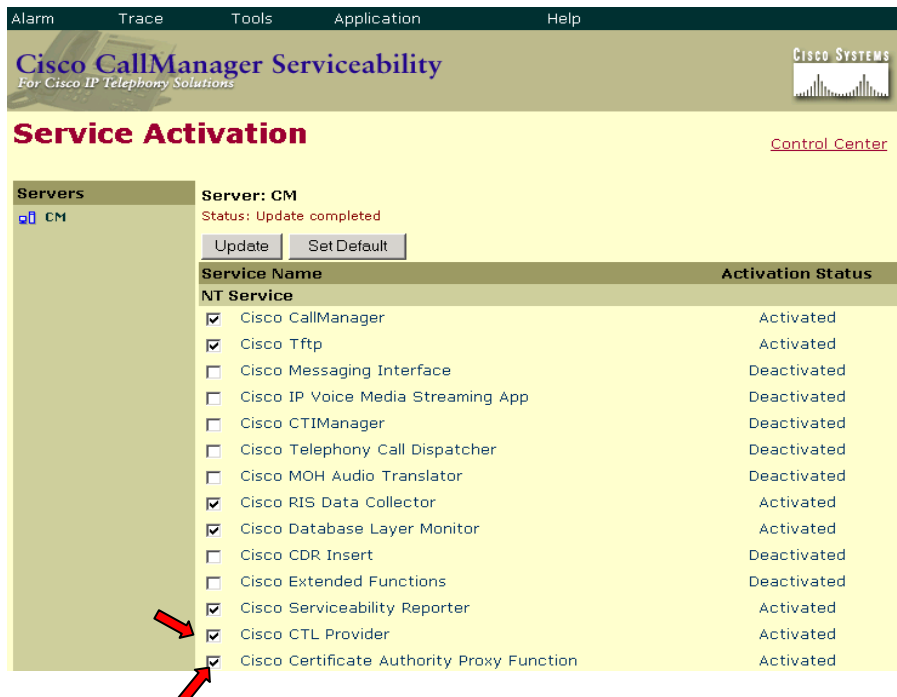 Alarm Trace Tools Application Help
Cisco CallManager Serviceability
For Cisco IP Telephony Solutions
CISCO SYSTEMS
Service Activation
Control Center
Servers
CM
Server: CM
Status: Update completed
Update Set Default
Service Name Activation Status
NT Service
Cisco CallManager Activated
Cisco Tftp Activated
Cisco Messaging Interface Deactivated
Cisco IP Voice Media Streaming App Deactivated
Cisco CTIManager Deactivated
Cisco Telephony Call Dispatcher Deactivated
Cisco MOH Audio Translator Deactivated
Cisco RIS Data Collector Activated
Cisco Database Layer Monitor Activated
Cisco CDR Insert Deactivated
Cisco Extended Functions Deactivated
Cisco Serviceability Reporter Activated
Cisco CTL Provider Activated
Cisco Certificate Authority Proxy Function Activated